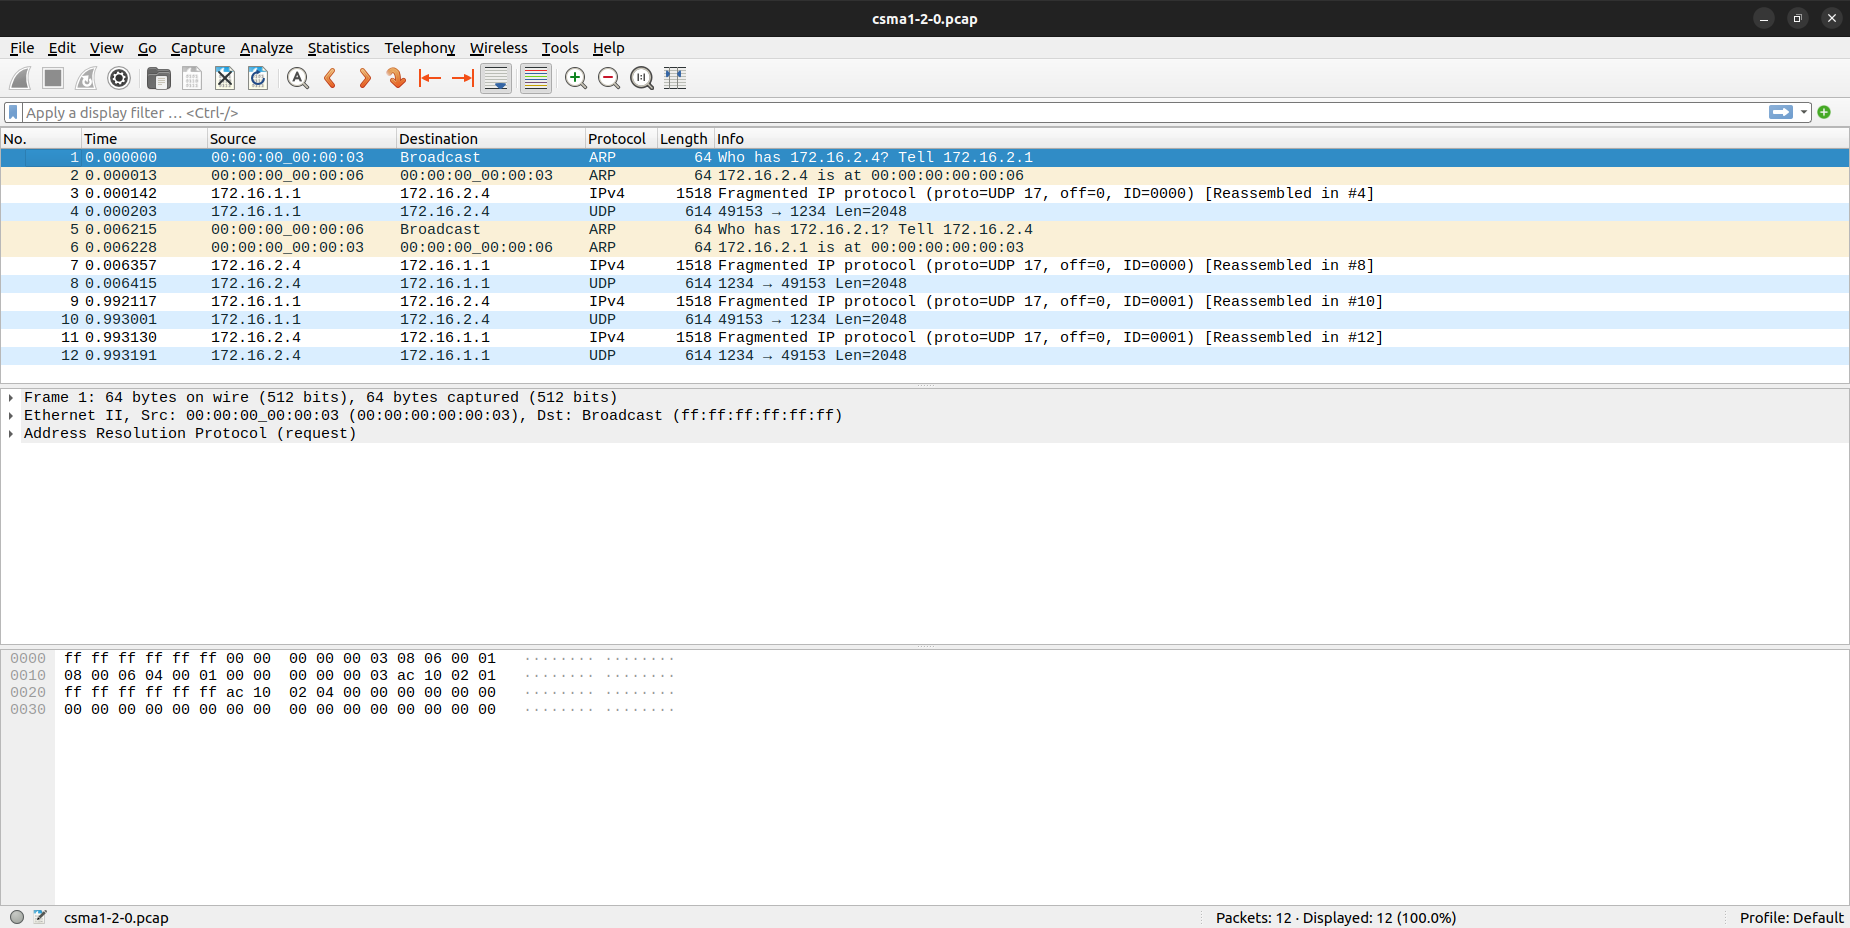 csma1-2-0.pcap
File Edit View Go Capture Analyze Statistics Telephony Wireless Tools Help
Apply a display filter … <Ctrl-/>
No. Time Source Destination Protocol Length Info
1 0.000000 00:00:00_00:00:03 Broadcast ARP 64 Who has 172.16.2.4? Tell 172.16.2.1
2 0.000013 00:00:00_00:00:06 00:00:00_00:00:03 ARP 64 172.16.2.4 is at 00:00:00:00:00:06
3 0.000142 172.16.1.1 172.16.2.4 IPv4 1518 Fragmented IP protocol (proto=UDP 17, off=0, ID=0000) [Reassembled in #4]
4 0.000203 172.16.1.1 172.16.2.4 UDP 614 49153 → 1234 Len=2048
5 0.006215 00:00:00_00:00:06 Broadcast ARP 64 Who has 172.16.2.1? Tell 172.16.2.4
6 0.006228 00:00:00_00:00:03 00:00:00_00:00:06 ARP 64 172.16.2.1 is at 00:00:00:00:00:03
7 0.006357 172.16.2.4 172.16.1.1 IPv4 1518 Fragmented IP protocol (proto=UDP 17, off=0, ID=0000) [Reassembled in #8]
8 0.006415 172.16.2.4 172.16.1.1 UDP 614 1234 → 49153 Len=2048
9 0.992117 172.16.1.1 172.16.2.4 IPv4 1518 Fragmented IP protocol (proto=UDP 17, off=0, ID=0001) [Reassembled in #10]
10 0.993001 172.16.1.1 172.16.2.4 UDP 614 49153 → 1234 Len=2048
11 0.993130 172.16.2.4 172.16.1.1 IPv4 1518 Fragmented IP protocol (proto=UDP 17, off=0, ID=0001) [Reassembled in #12]
12 0.993191 172.16.2.4 172.16.1.1 UDP 614 1234 → 49153 Len=2048
Frame 1: 64 bytes on wire (512 bits), 64 bytes captured (512 bits)
Ethernet II, Src: 00:00:00_00:00:03 (00:00:00:00:00:03), Dst: Broadcast (ff:ff:ff:ff:ff:ff)
Address Resolution Protocol (request)
0000 ff ff ff ff ff ff 00 00 00 00 00 03 08 06 00 01 ········ ········
0010 08 00 06 04 00 01 00 00 00 00 00 03 ac 10 02 01 ········ ········
0020 ff ff ff ff ff ff ac 10 02 04 00 00 00 00 00 00 ········ ········
0030 00 00 00 00 00 00 00 00 00 00 00 00 00 00 00 00 ········ ········
csma1-2-0.pcap Packets: 12 · Displayed: 12 (100.0%) Profile: Default